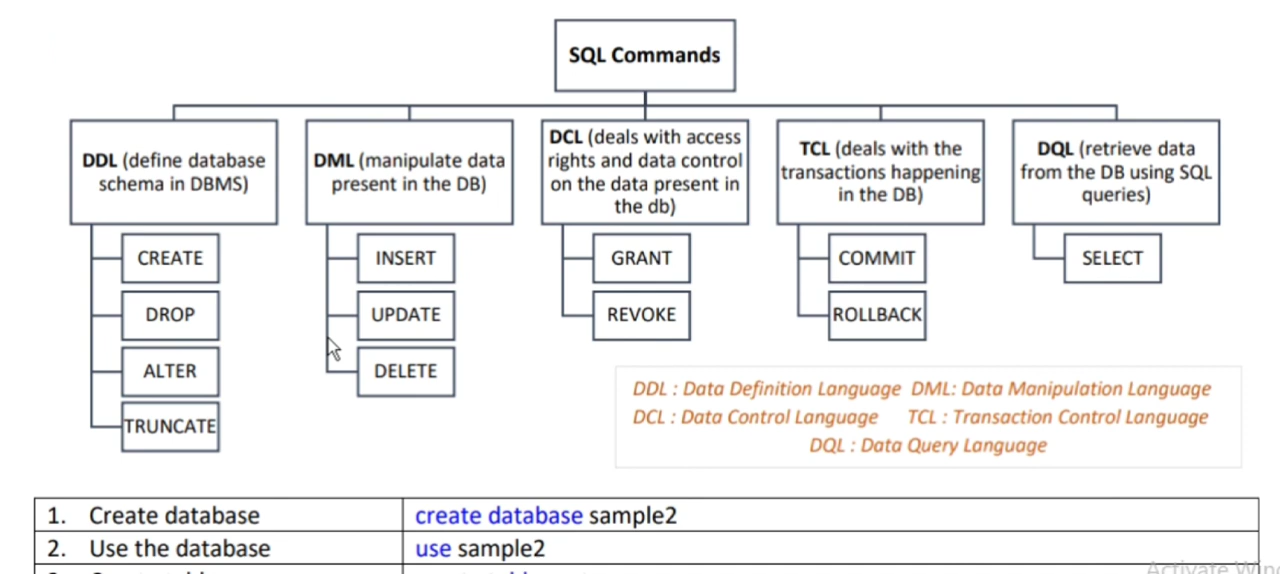 SQL Commands
DDL (define database
schema in DBMS)
CREATE
DROP
ALTER
TRUNCATE
DML (manipulate data
present in the DB)
INSERT
UPDATE
DELETE
DCL (deals with access
rights and data control
on the data present in
the db)
GRANT
REVOKE
TCL (deals with the
transactions happening
in the DB)
COMMIT
ROLLBACK
DQL (retrieve data
from the DB using SQL
queries)
SELECT
DDL : Data Definition Language DML: Data Manipulation Language
DCL : Data Control Language TCL : Transaction Control Language
DQL : Data Query Language
1. Create database create database sample2
2. Use the database use sample2
Activate